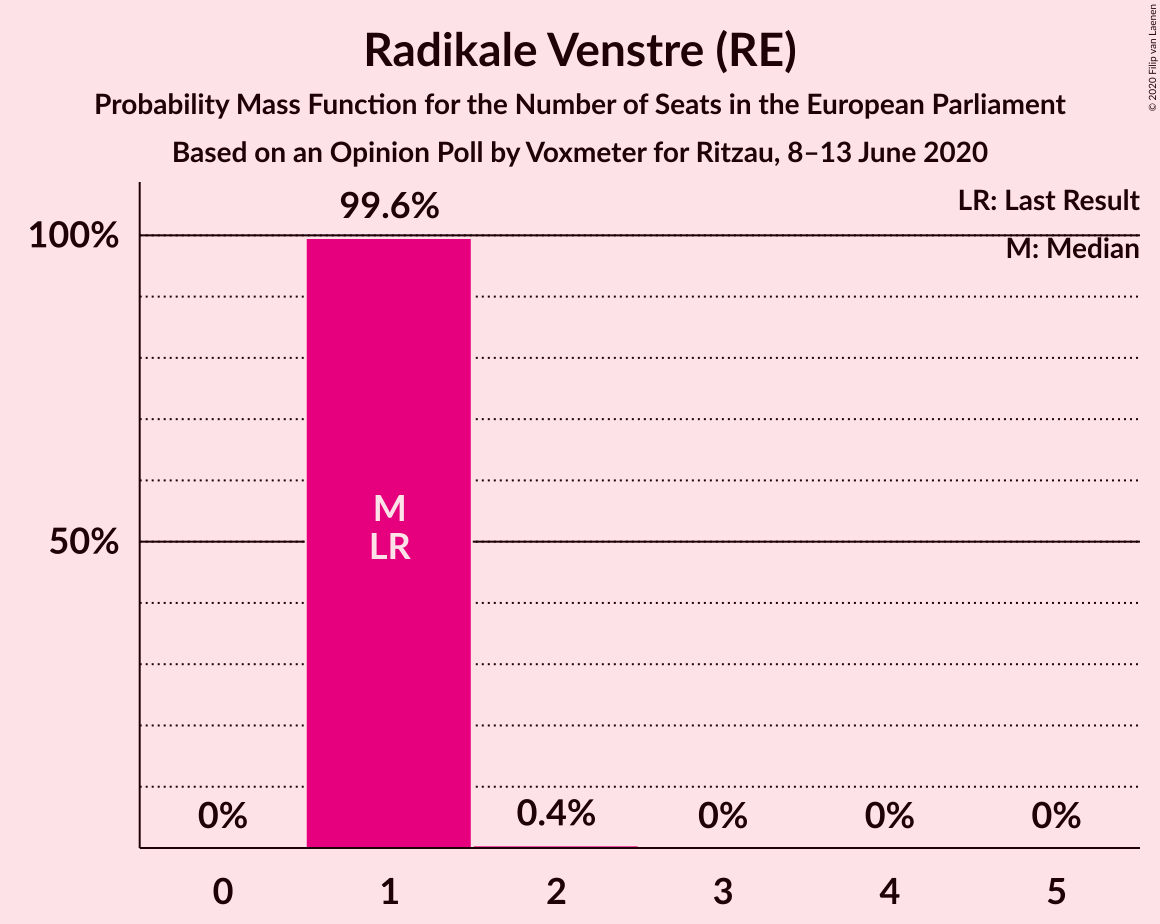 Radikale Venstre (RE)
Probability Mass Function for the Number of Seats in the European Parliament
Based on an Opinion Poll by Voxmeter for Ritzau, 8–13 June 2020
© 2020 Filip van Laenen
LR: Last Result
M: Median
100%
50%
99.6%
M
LR
0%
0.4%
0%
0%
0%
0
1
2
3
4
5